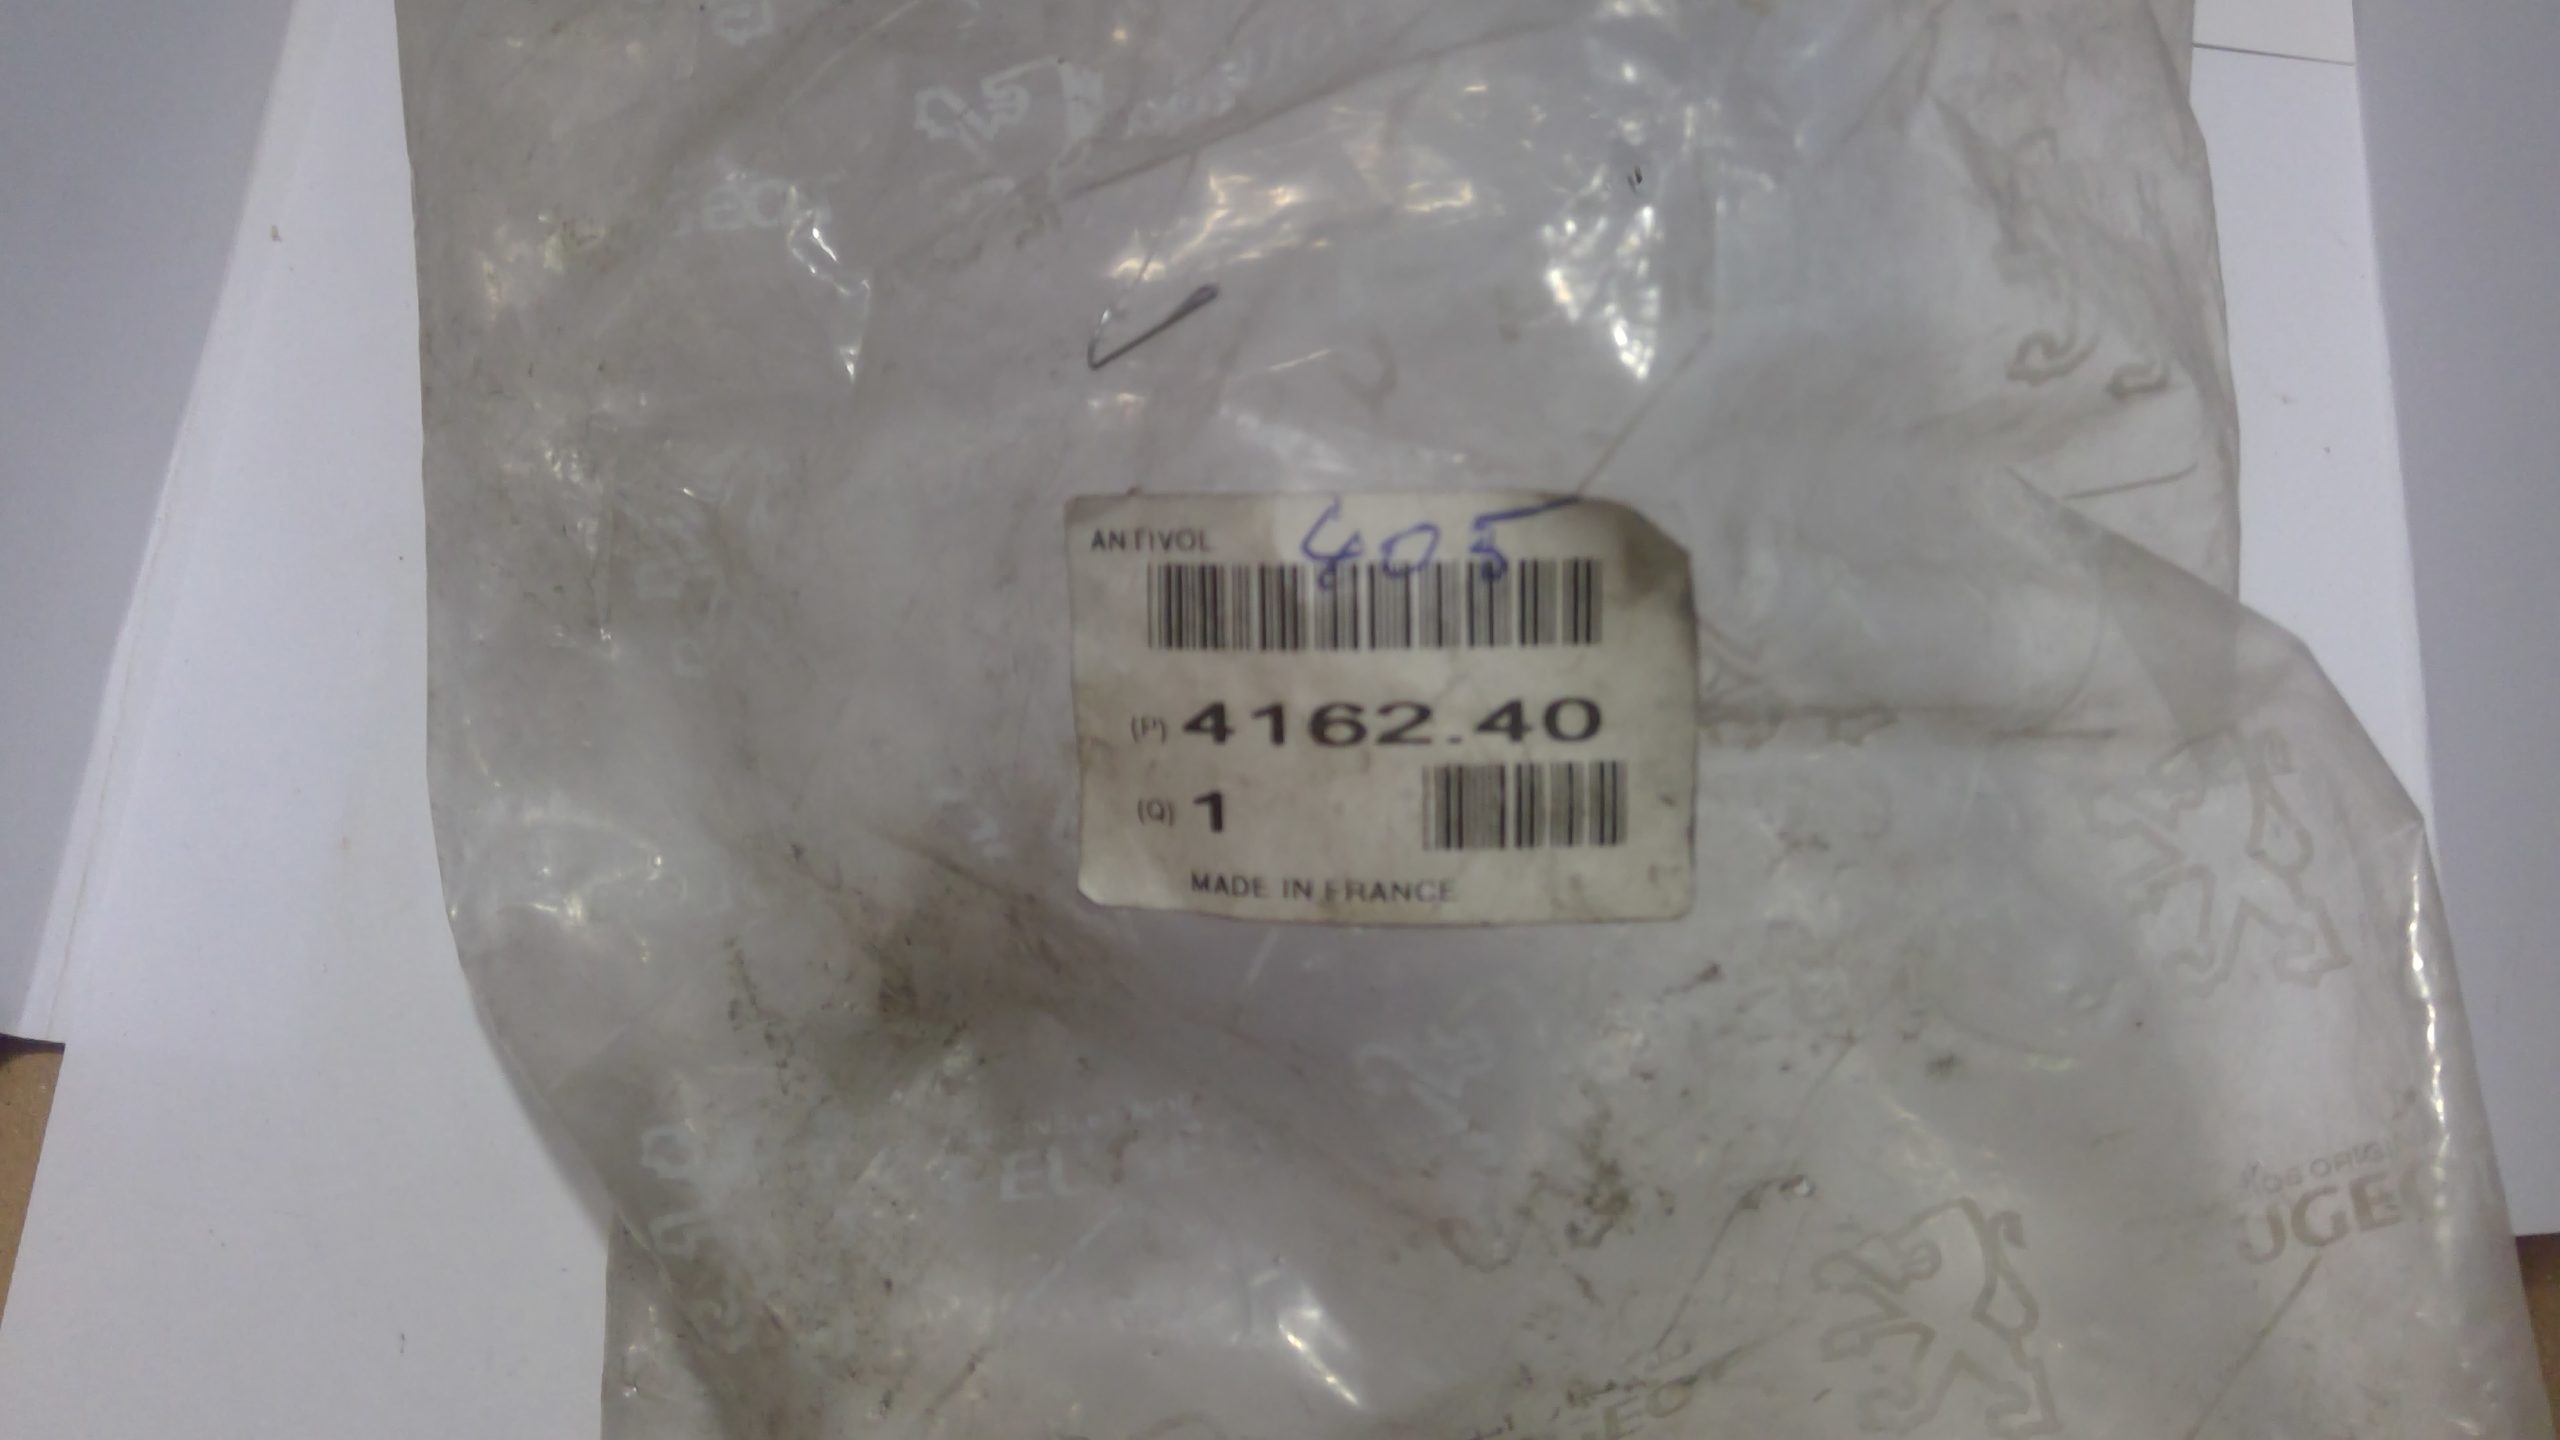 ANTIVOL 405
(P) 4162.40
(Q) 1
MADE IN FRANCE